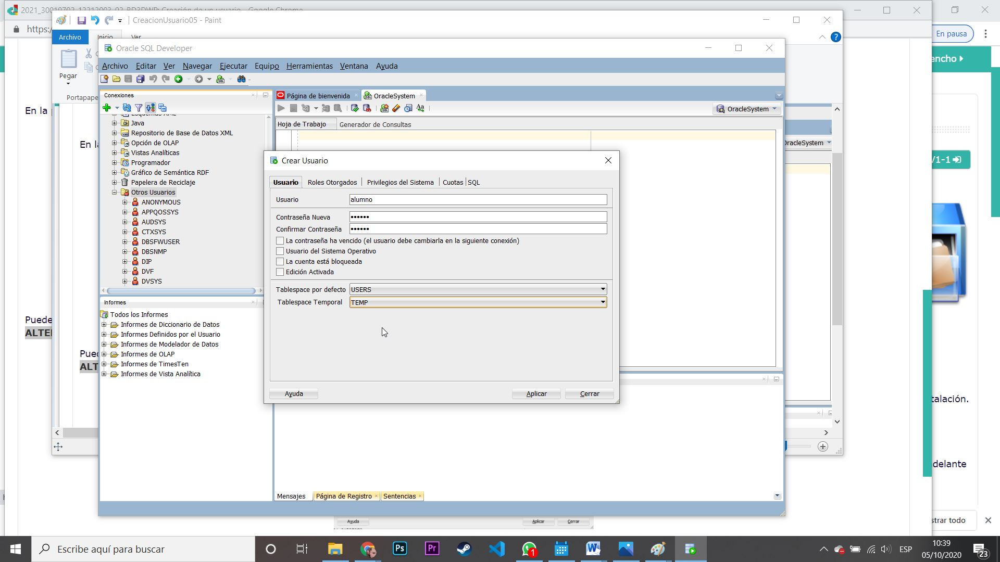 2021_30019702_12212003_02_BD3DWP: Creación de un usuario - Google Chrome
https:/
En pausa
CreacionUsuario05 - Paint
Archivo Inicio Ver
Pegar
Portapape
encho
/1-1
En la
En la
Puede
ALTE
Pued
ALT
talación.
delante
strar todo
Oracle SQL Developer
Archivo Editar Ver Navegar Ejecutar Equipo Herramientas Ventana Ayuda
Conexiones
Esquemas XML
Java
Repositorio de Base de Datos XML
Opción de OLAP
Vistas Analíticas
Programador
Gráfico de Semántica RDF
Papelera de Reciclaje
Otros Usuarios
ANONYMOUS
APPQOSSYS
AUDSYS
CTXSYS
DBSFWUSER
DBSNMP
DIP
DVF
DVSYS
Informes
Todos los Informes
Informes de Diccionario de Datos
Informes Definidos por el Usuario
Informes de Modelador de Datos
Informes de OLAP
Informes de TimesTen
Informes de Vista Analítica
Página de bienvenida OracleSystem
OracleSystem
Hoja de Trabajo Generador de Consultas
OracleSystem
Crear Usuario
Usuario Roles Otorgados Privilegios del Sistema Cuotas SQL
Usuario alumno
Contraseña Nueva ••••••
Confirmar Contraseña ••••••
La contraseña ha vencido (el usuario debe cambiarla en la siguiente conexión)
Usuario del Sistema Operativo
La cuenta está bloqueada
Edición Activada
Tablespace por defecto USERS
Tablespace Temporal TEMP
Ayuda Aplicar Cerrar
Mensajes Página de Registro Sentencias
Ayuda Aplicar Cerrar
Escribe aquí para buscar
Ps
Pr
1
ESP
10:39
05/10/2020
23